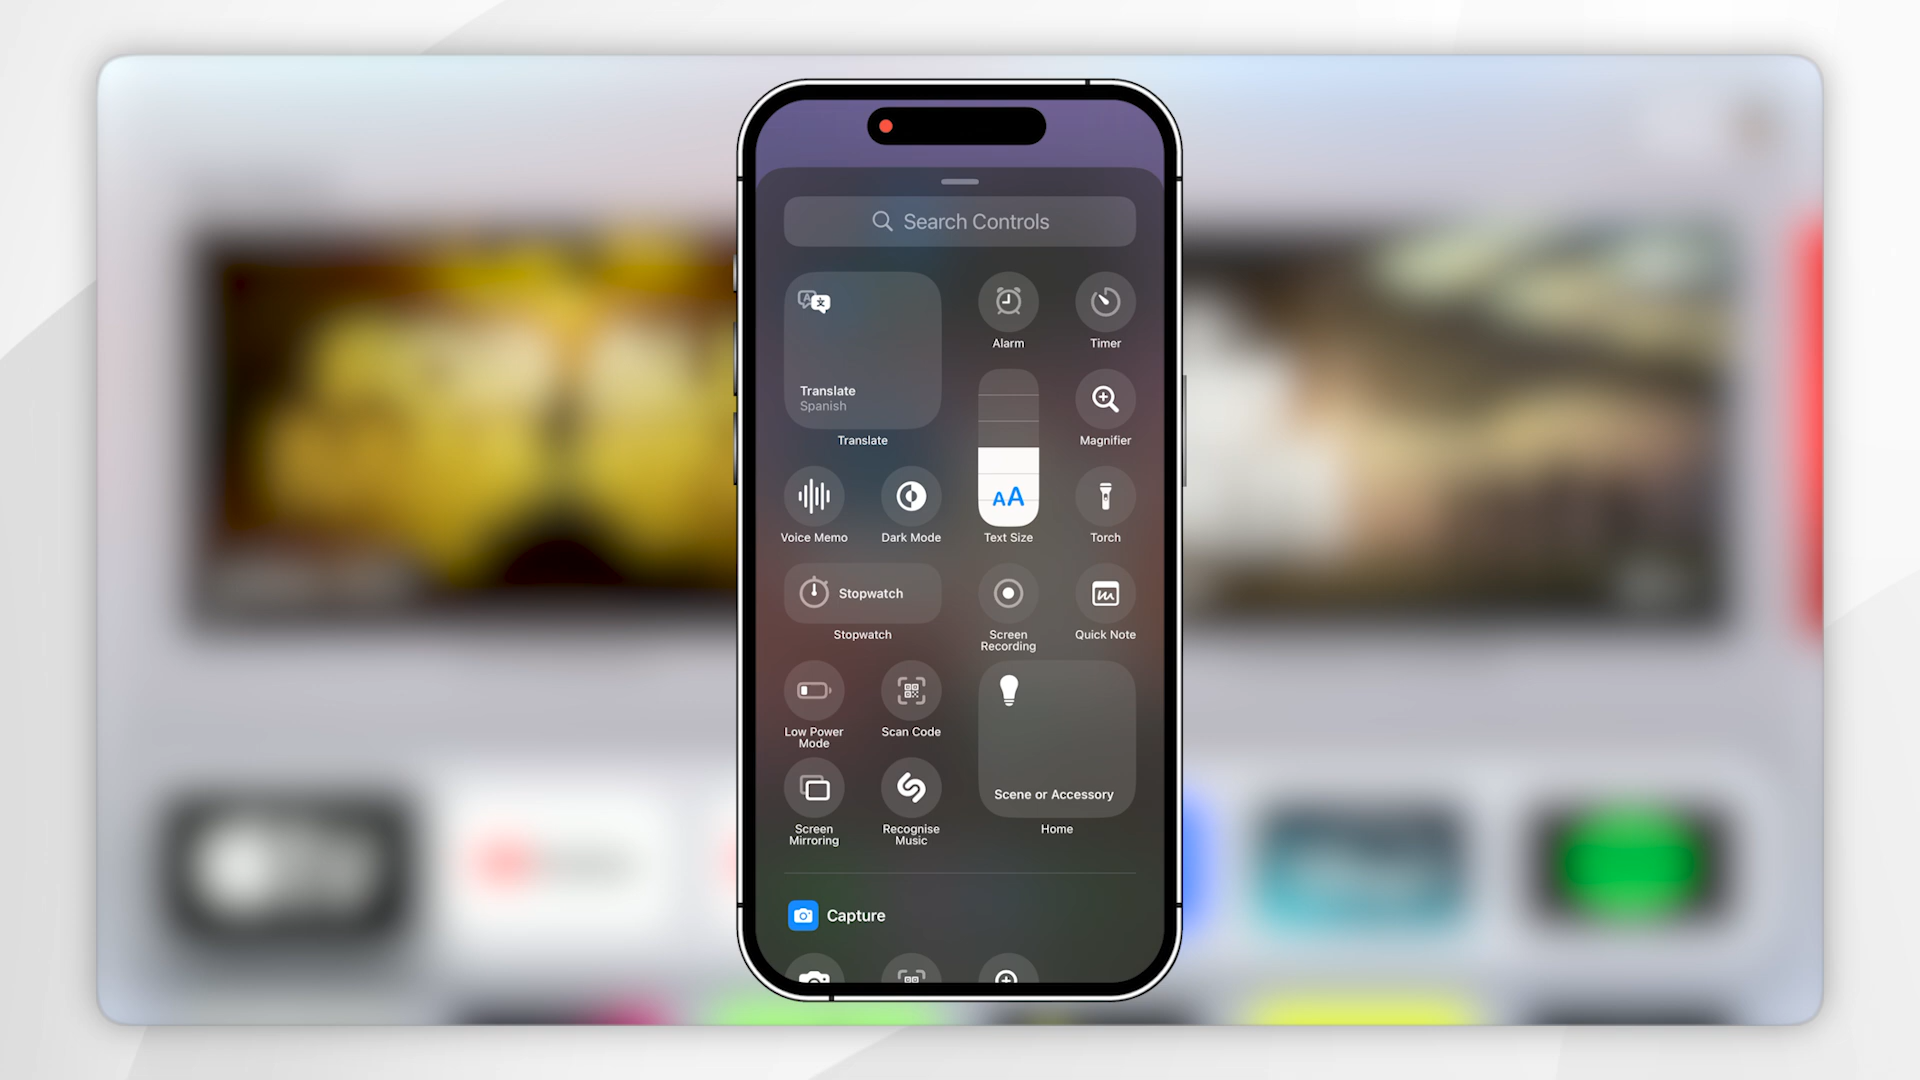 Search Controls
Alarm
Timer
Translate
Spanish
Translate
Magnifier
AA
Voice Memo
Dark Mode
Text Size
Torch
Stopwatch
Stopwatch
Screen
Recording
Quick Note
Low Power
Mode
Scan Code
Scene or Accessory
Screen
Mirroring
Recognise
Music
Home
Capture